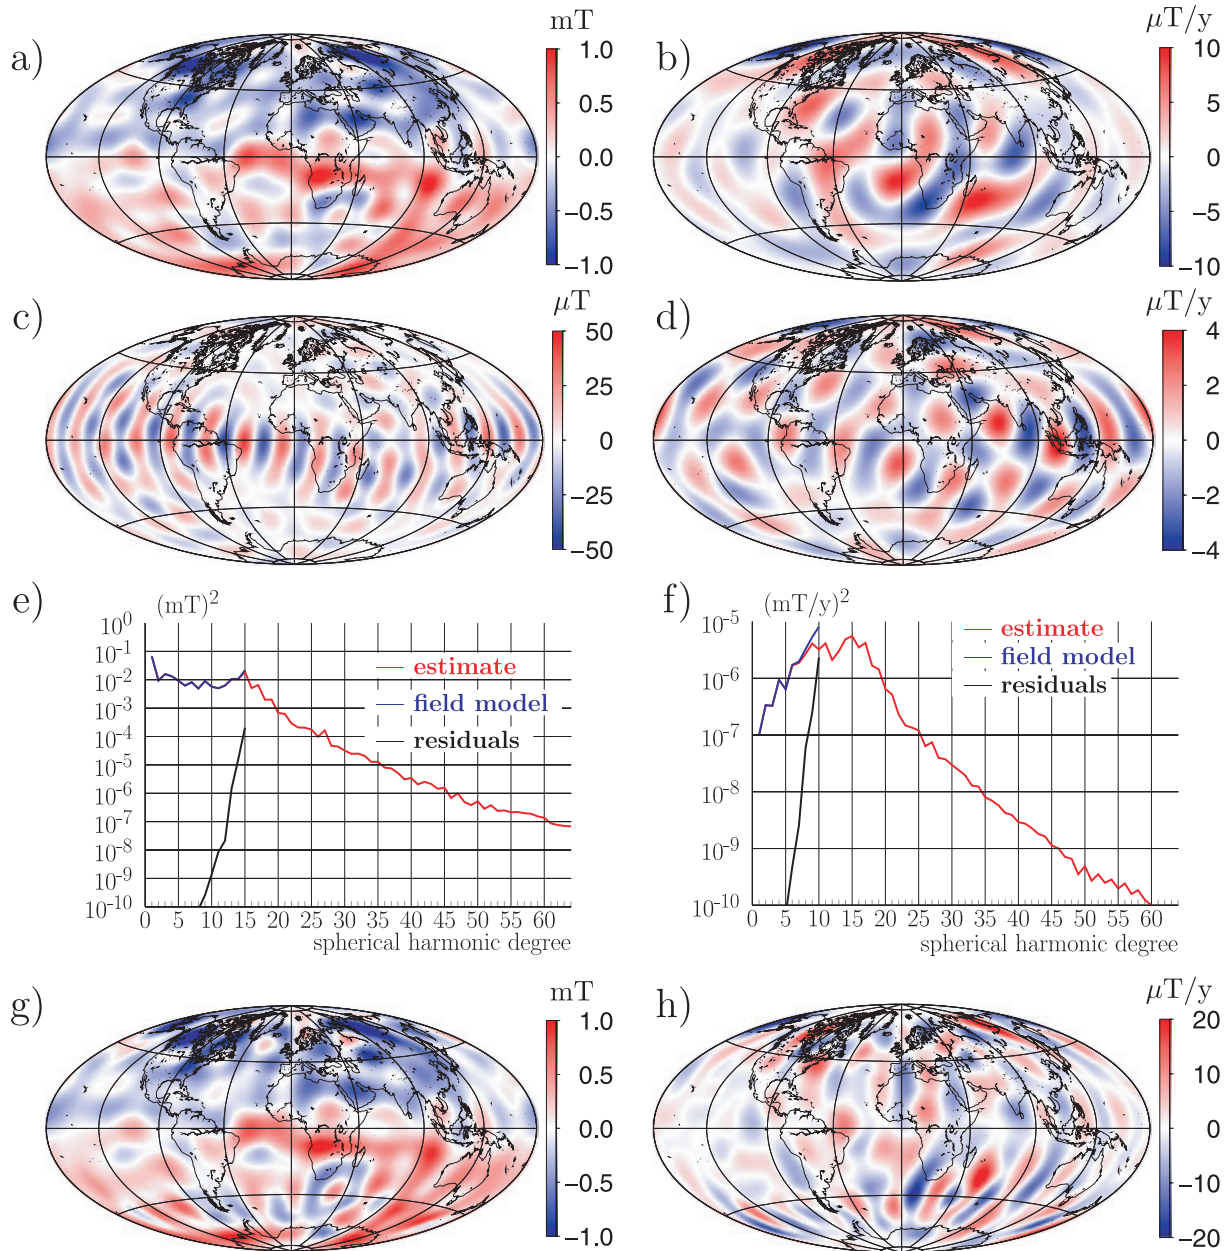 a)
mT
1.0
0.5
0.0
−0.5
−1.0
b)
μT/y
10
5
0
−5
−10
c)
μT
50
25
0
−25
−50
d)
μT/y
4
2
0
−2
−4
e)
(mT)²
10⁰
10⁻¹
10⁻²
10⁻³
10⁻⁴
10⁻⁵
10⁻⁶
10⁻⁷
10⁻⁸
10⁻⁹
10⁻¹⁰
estimate
field model
residuals
0 5 10 15 20 25 30 35 40 45 50 55 60
spherical harmonic degree
f)
(mT/y)²
10⁻⁵
10⁻⁶
10⁻⁷
10⁻⁸
10⁻⁹
10⁻¹⁰
estimate
field model
residuals
0 5 10 15 20 25 30 35 40 45 50 55 60
spherical harmonic degree
g)
mT
1.0
0.5
0.0
−0.5
−1.0
h)
μT/y
20
10
0
−10
−20